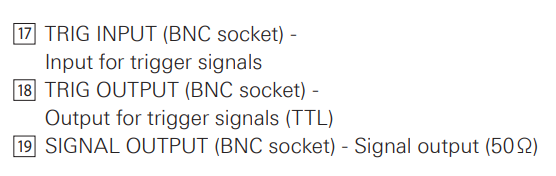 17 TRIG INPUT (BNC socket) -
Input for trigger signals
18 TRIG OUTPUT (BNC socket) -
Output for trigger signals (TTL)
19 SIGNAL OUTPUT (BNC socket) - Signal output (50Ω)